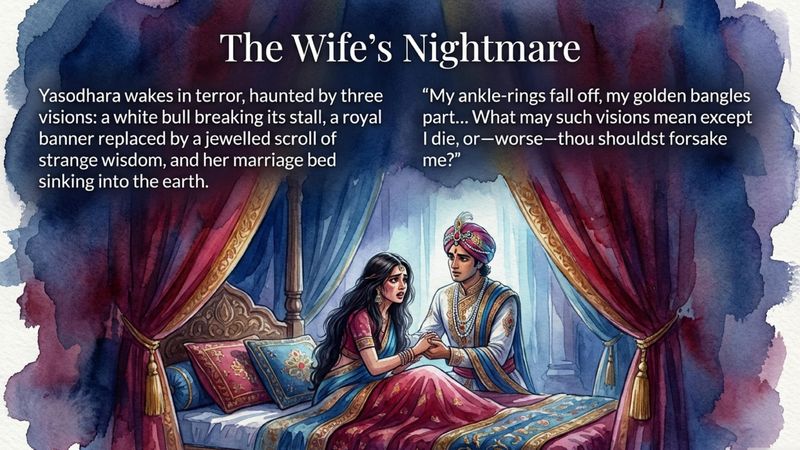 The Wife’s Nightmare
Yasodhara wakes in terror, haunted by three
visions: a white bull breaking its stall, a royal
banner replaced by a jewelled scroll of
strange wisdom, and her marriage bed
sinking into the earth.
“My ankle-rings fall off, my golden bangles
part... What may such visions mean except
I die, or—worse—thou shouldst forsake
me?”